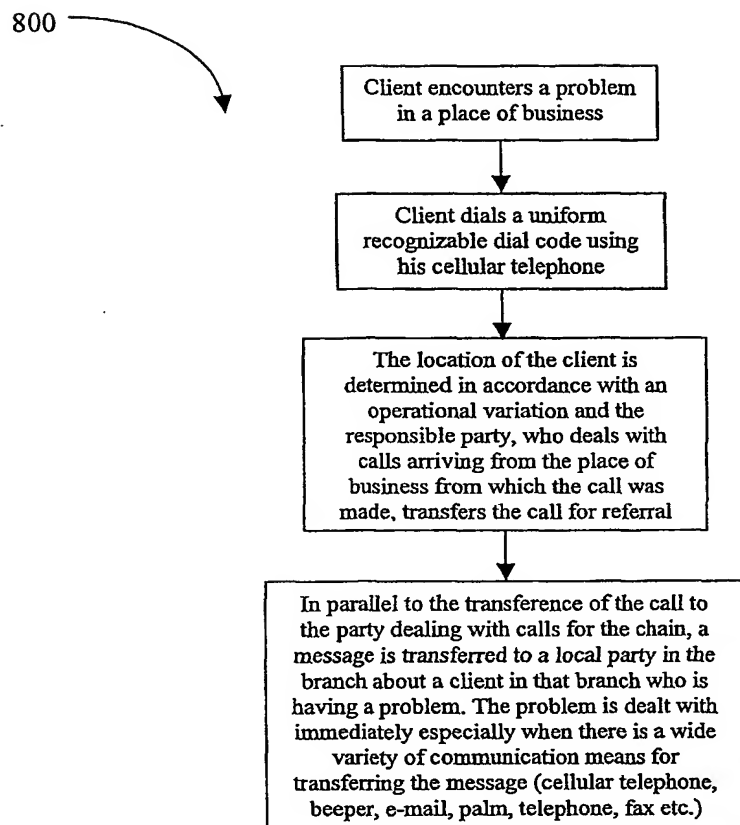 800
Client encounters a problem
in a place of business
Client dials a uniform
recognizable dial code using
his cellular telephone
The location of the client is
determined in accordance with an
operational variation and the
responsible party, who deals with
calls arriving from the place of
business from which the call was
made, transfers the call for referral
In parallel to the transference of the call to
the party dealing with calls for the chain, a
message is transferred to a local party in the
branch about a client in that branch who is
having a problem. The problem is dealt with
immediately especially when there is a wide
variety of communication means for
transferring the message (cellular telephone,
beeper, e-mail, palm, telephone, fax etc.)